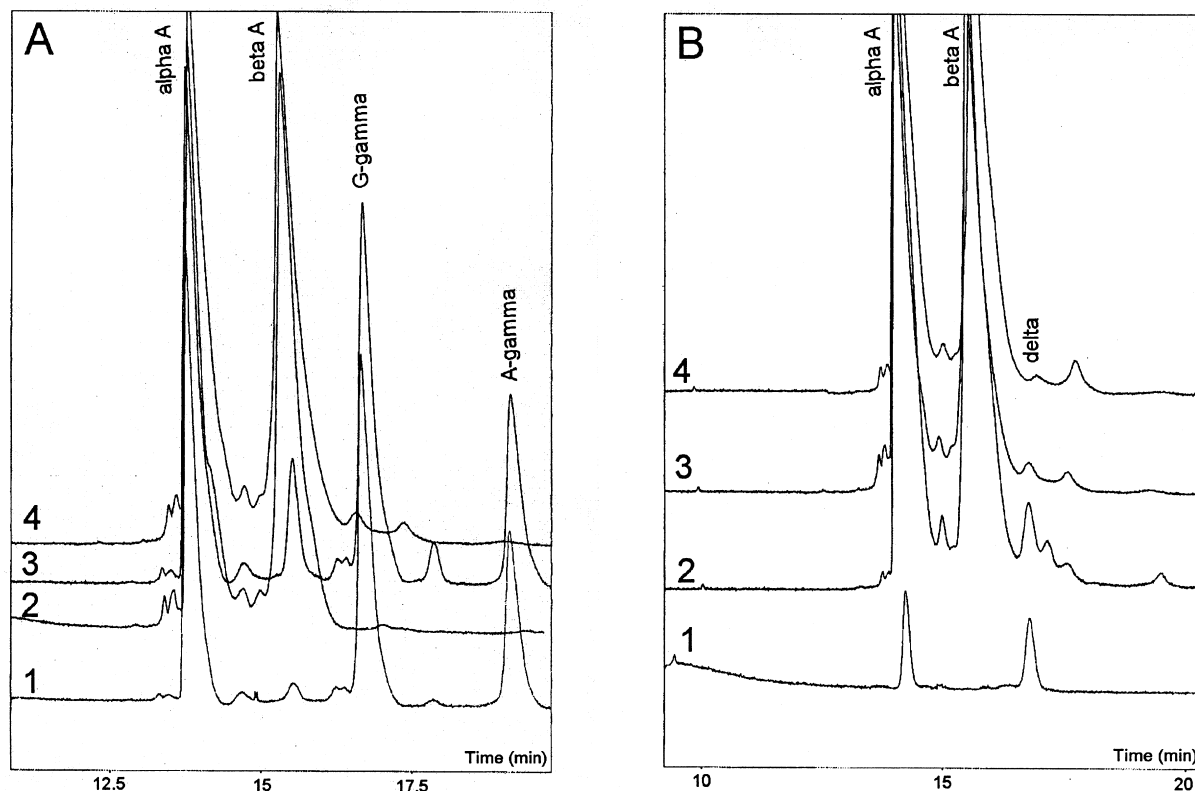 A
alpha A
beta A
G-gamma
A-gamma
4
3
2
1
Time (min)
12.5
15
17.5
B
alpha A
beta A
delta
4
3
2
1
Time (min)
10
15
20